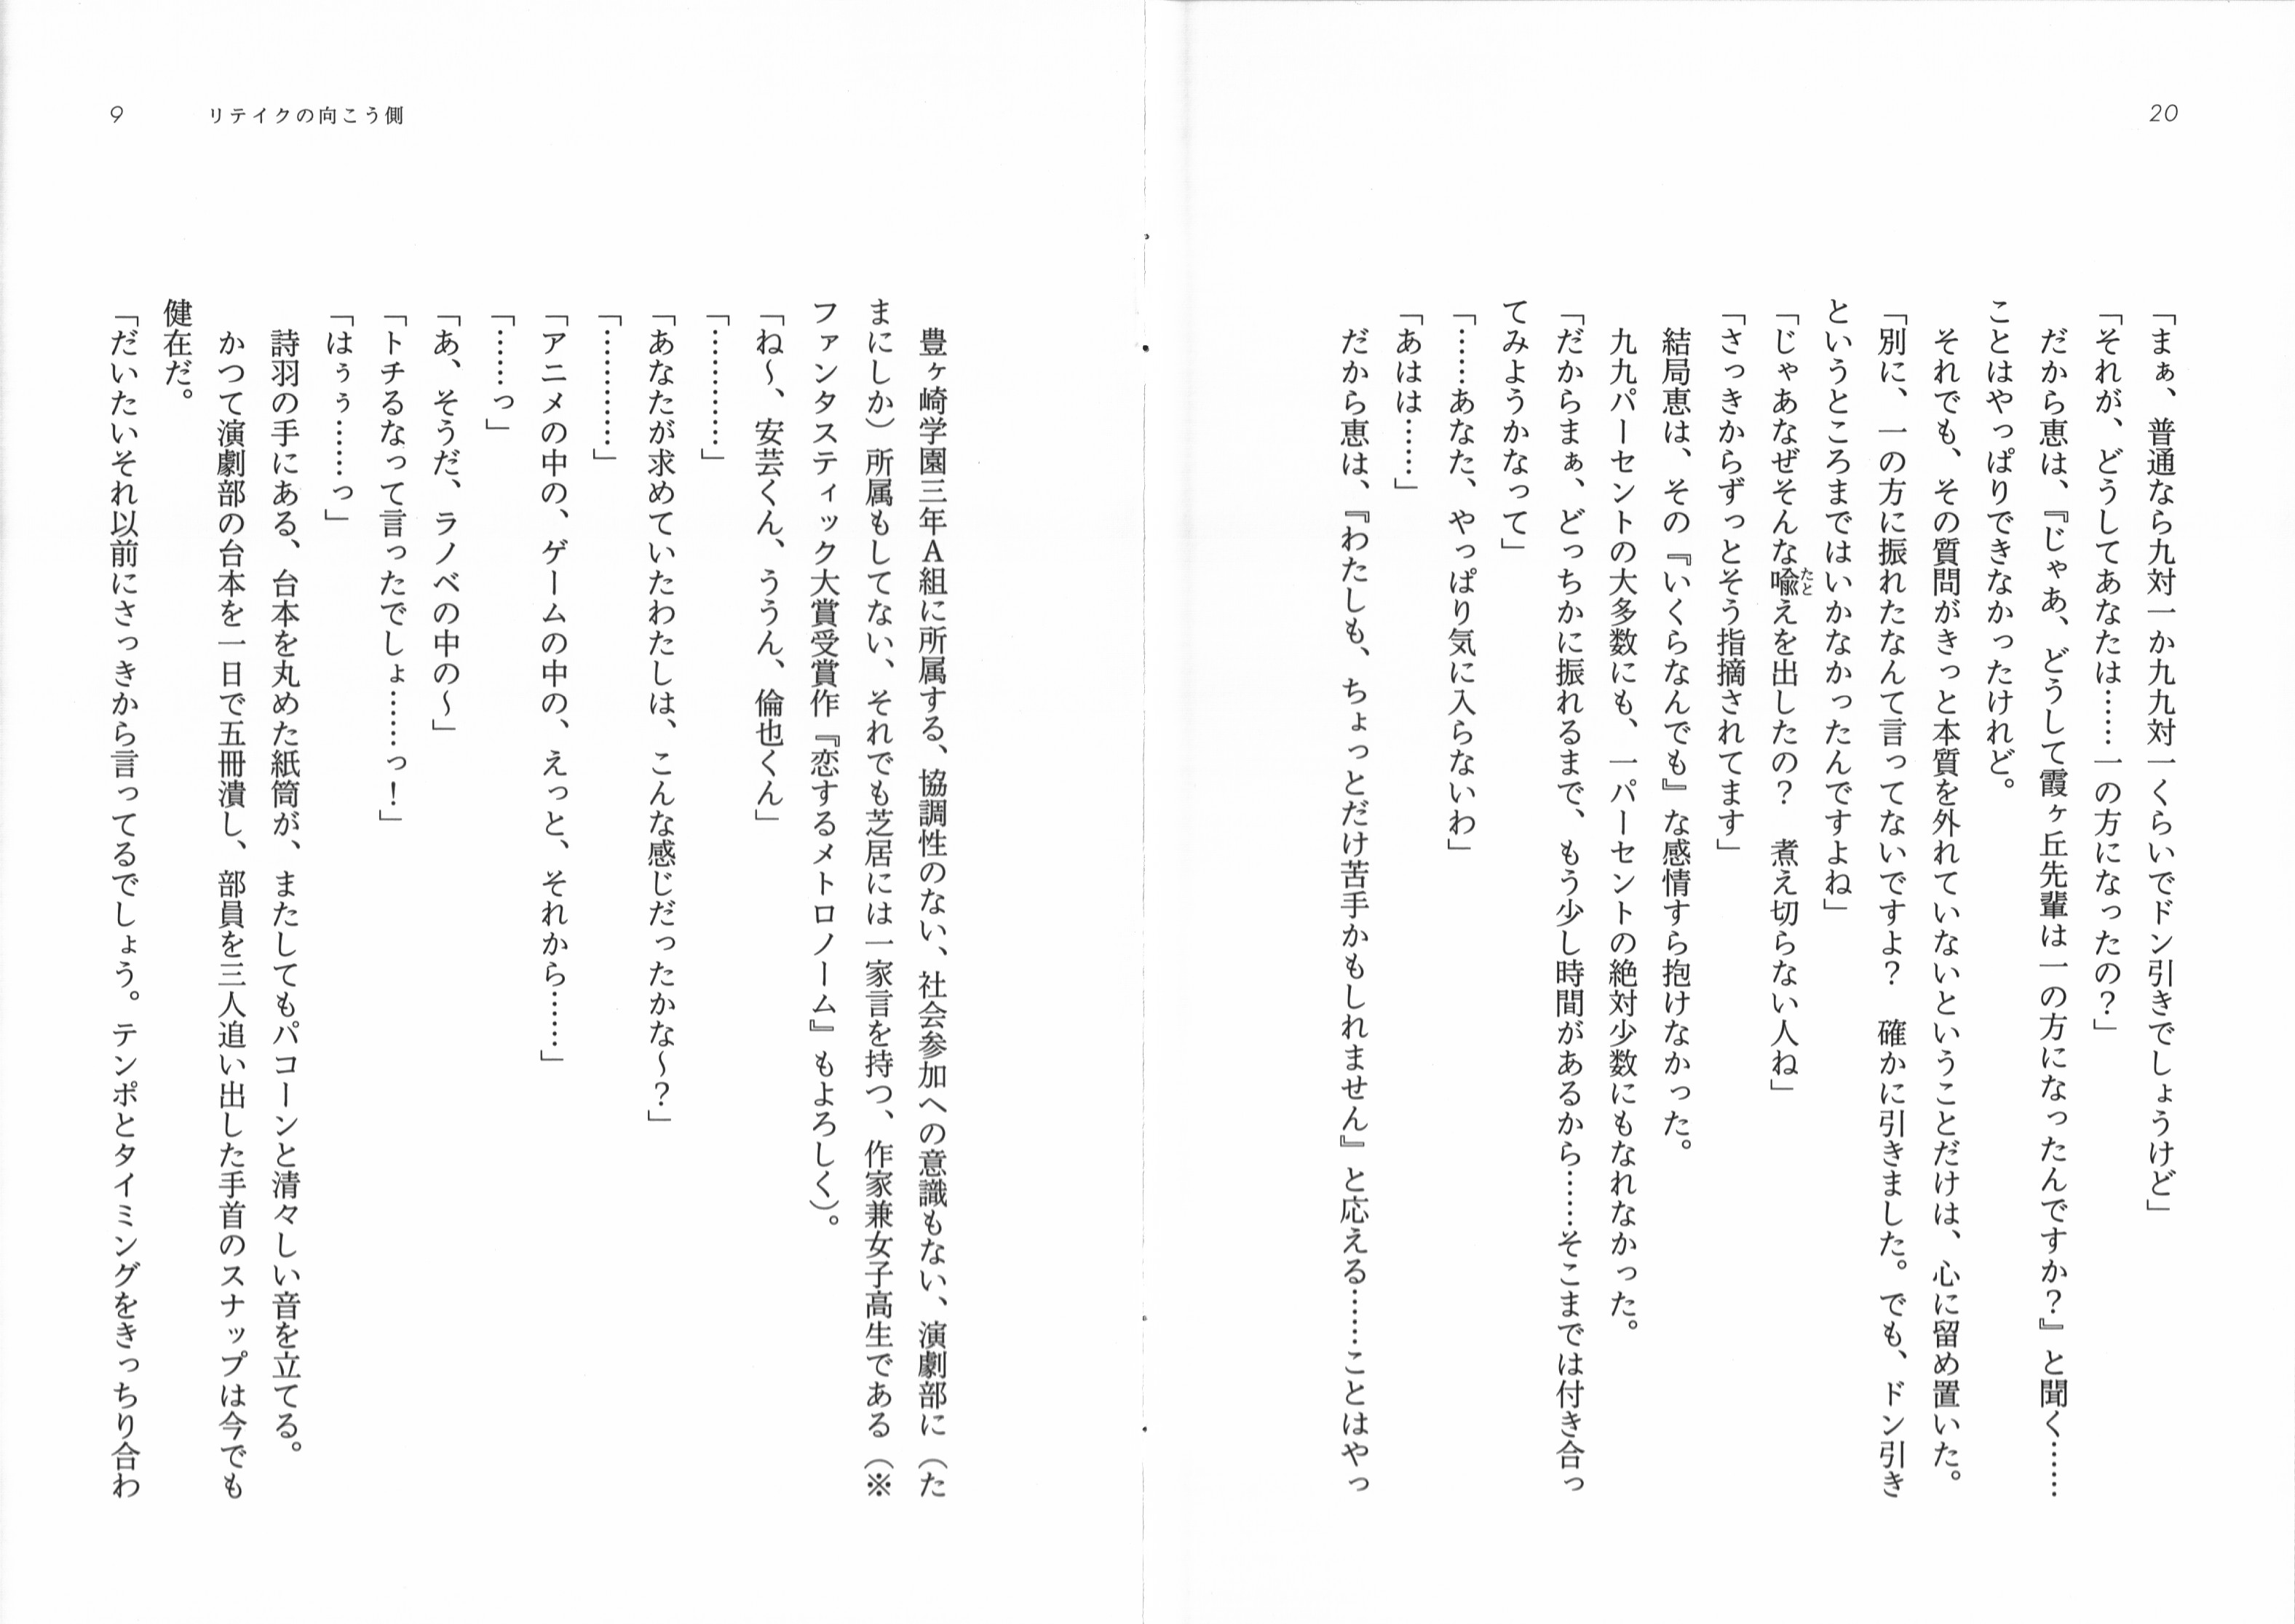 20
「まぁ、普通なら九対一か九九対一くらいでドン引きでしょうけど」
「それが、どうしてあなたは……一の方になったの？」
　だから恵は、『じゃあ、どうして霞ヶ丘先輩は一の方になったんですか？』と聞く……
ことはやっぱりできなかったけれど。
　それでも、その質問がきっと本質を外れていないということだけは、心に留め置いた。
「別に、一の方に振れたなんて言ってないですよ？　確かに引きました。でも、ドン引き
というところまではいかなかったんですよね」
「じゃあなぜそんな喩えを出したの？　煮え切らない人ね」
「さっきからずっとそう指摘されてます」
　結局恵は、その『いくらなんでも』な感情すら抱けなかった。
　九九パーセントの大多数にも、一パーセントの絶対少数にもなれなかった。
「だからまぁ、どっちかに振れるまで、もう少し時間があるから……そこまでは付き合っ
てみようかなって」
「……あなた、やっぱり気に入らないわ」
「あはは……」
　だから恵は、『わたしも、ちょっとだけ苦手かもしれません』と応える……ことはやっ
9　リテイクの向こう側
　豊ヶ崎学園三年A組に所属する、協調性のない、社会参加への意識もない、演劇部に（た
まにしか）所属もしてない、それでも芝居には一家言を持つ、作家兼女子高生である（※
ファンタスティック大賞受賞作『恋するメトロノーム』もよろしく）。
「ね～、安芸くん、ううん、倫也くん」
「…………」
「あなたが求めていたわたしは、こんな感じだったかな～？」
「…………」
「アニメの中の、ゲームの中の、えっと、それから……」
「……っ」
「あ、そうだ、ラノベの中の～」
「トチるなって言ったでしょ……っ！」
「はぅぅ……っ」
　詩羽の手にある、台本を丸めた紙筒が、またしてもパコーンと清々しい音を立てる。
　かつて演劇部の台本を一日で五冊潰し、部員を三人追い出した手首のスナップは今でも
健在だ。
「だいたいそれ以前にさっきから言ってるでしょう。テンポとタイミングをきっちり合わ